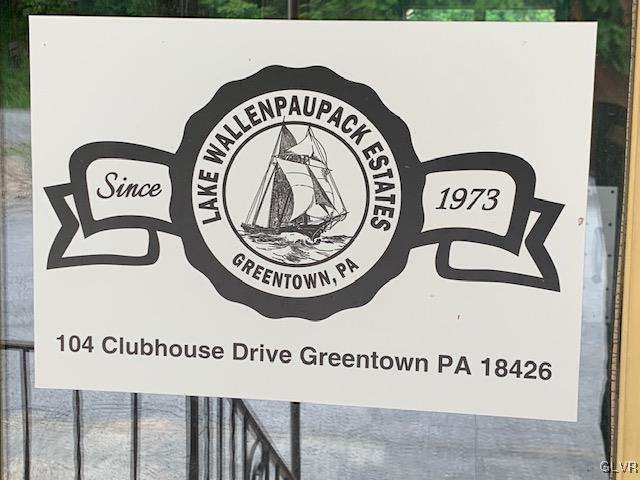 LAKE WALLENPAUPACK ESTATES
Since
1973
GREENTOWN, PA
104 Clubhouse Drive Greentown PA 18426
GLVR